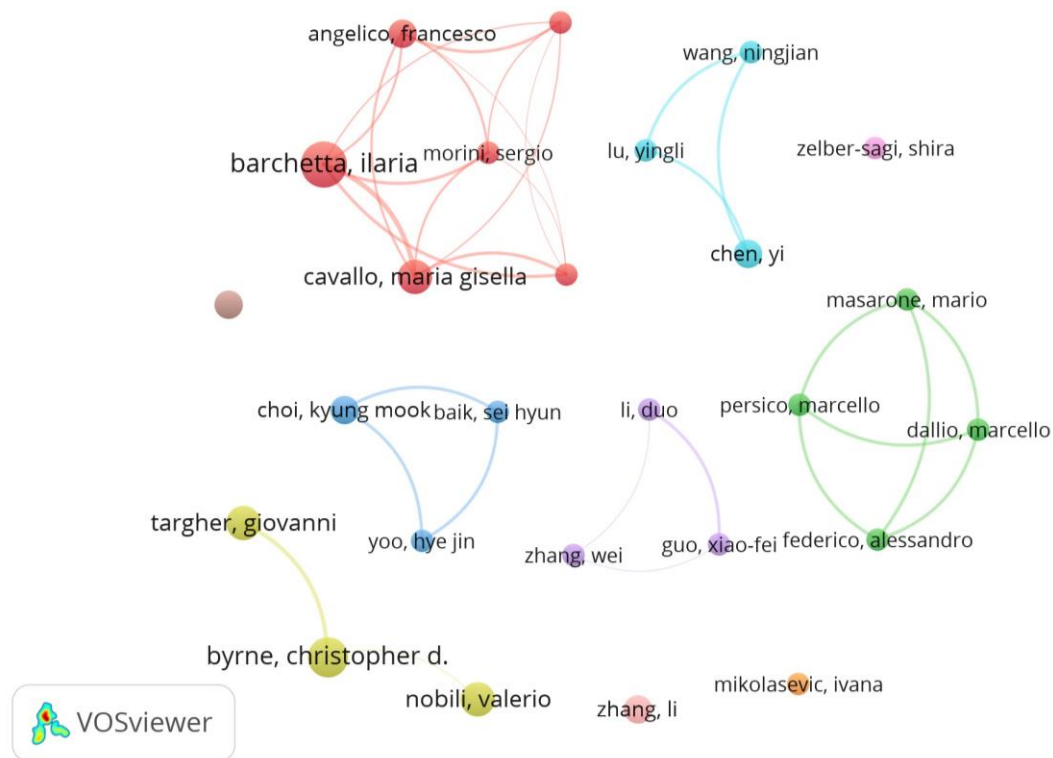 angelico, francesco
wang, ningjian
barchetta, ilaria
morini, sergio
lu, yingli
zelber-sagi, shira
cavallo, maria gisella
chen, yi
masarone, mario
choi, kyung mook
baik, sei hyun
li, duo
persico, marcello
dallio, marcello
targher, giovanni
yoo, hye jin
zhang, wei
guo, xiao-fei
federico, alessandro
byrne, christopher d.
nobili, valerio
zhang, li
mikolasevic, ivana
VOSviewer